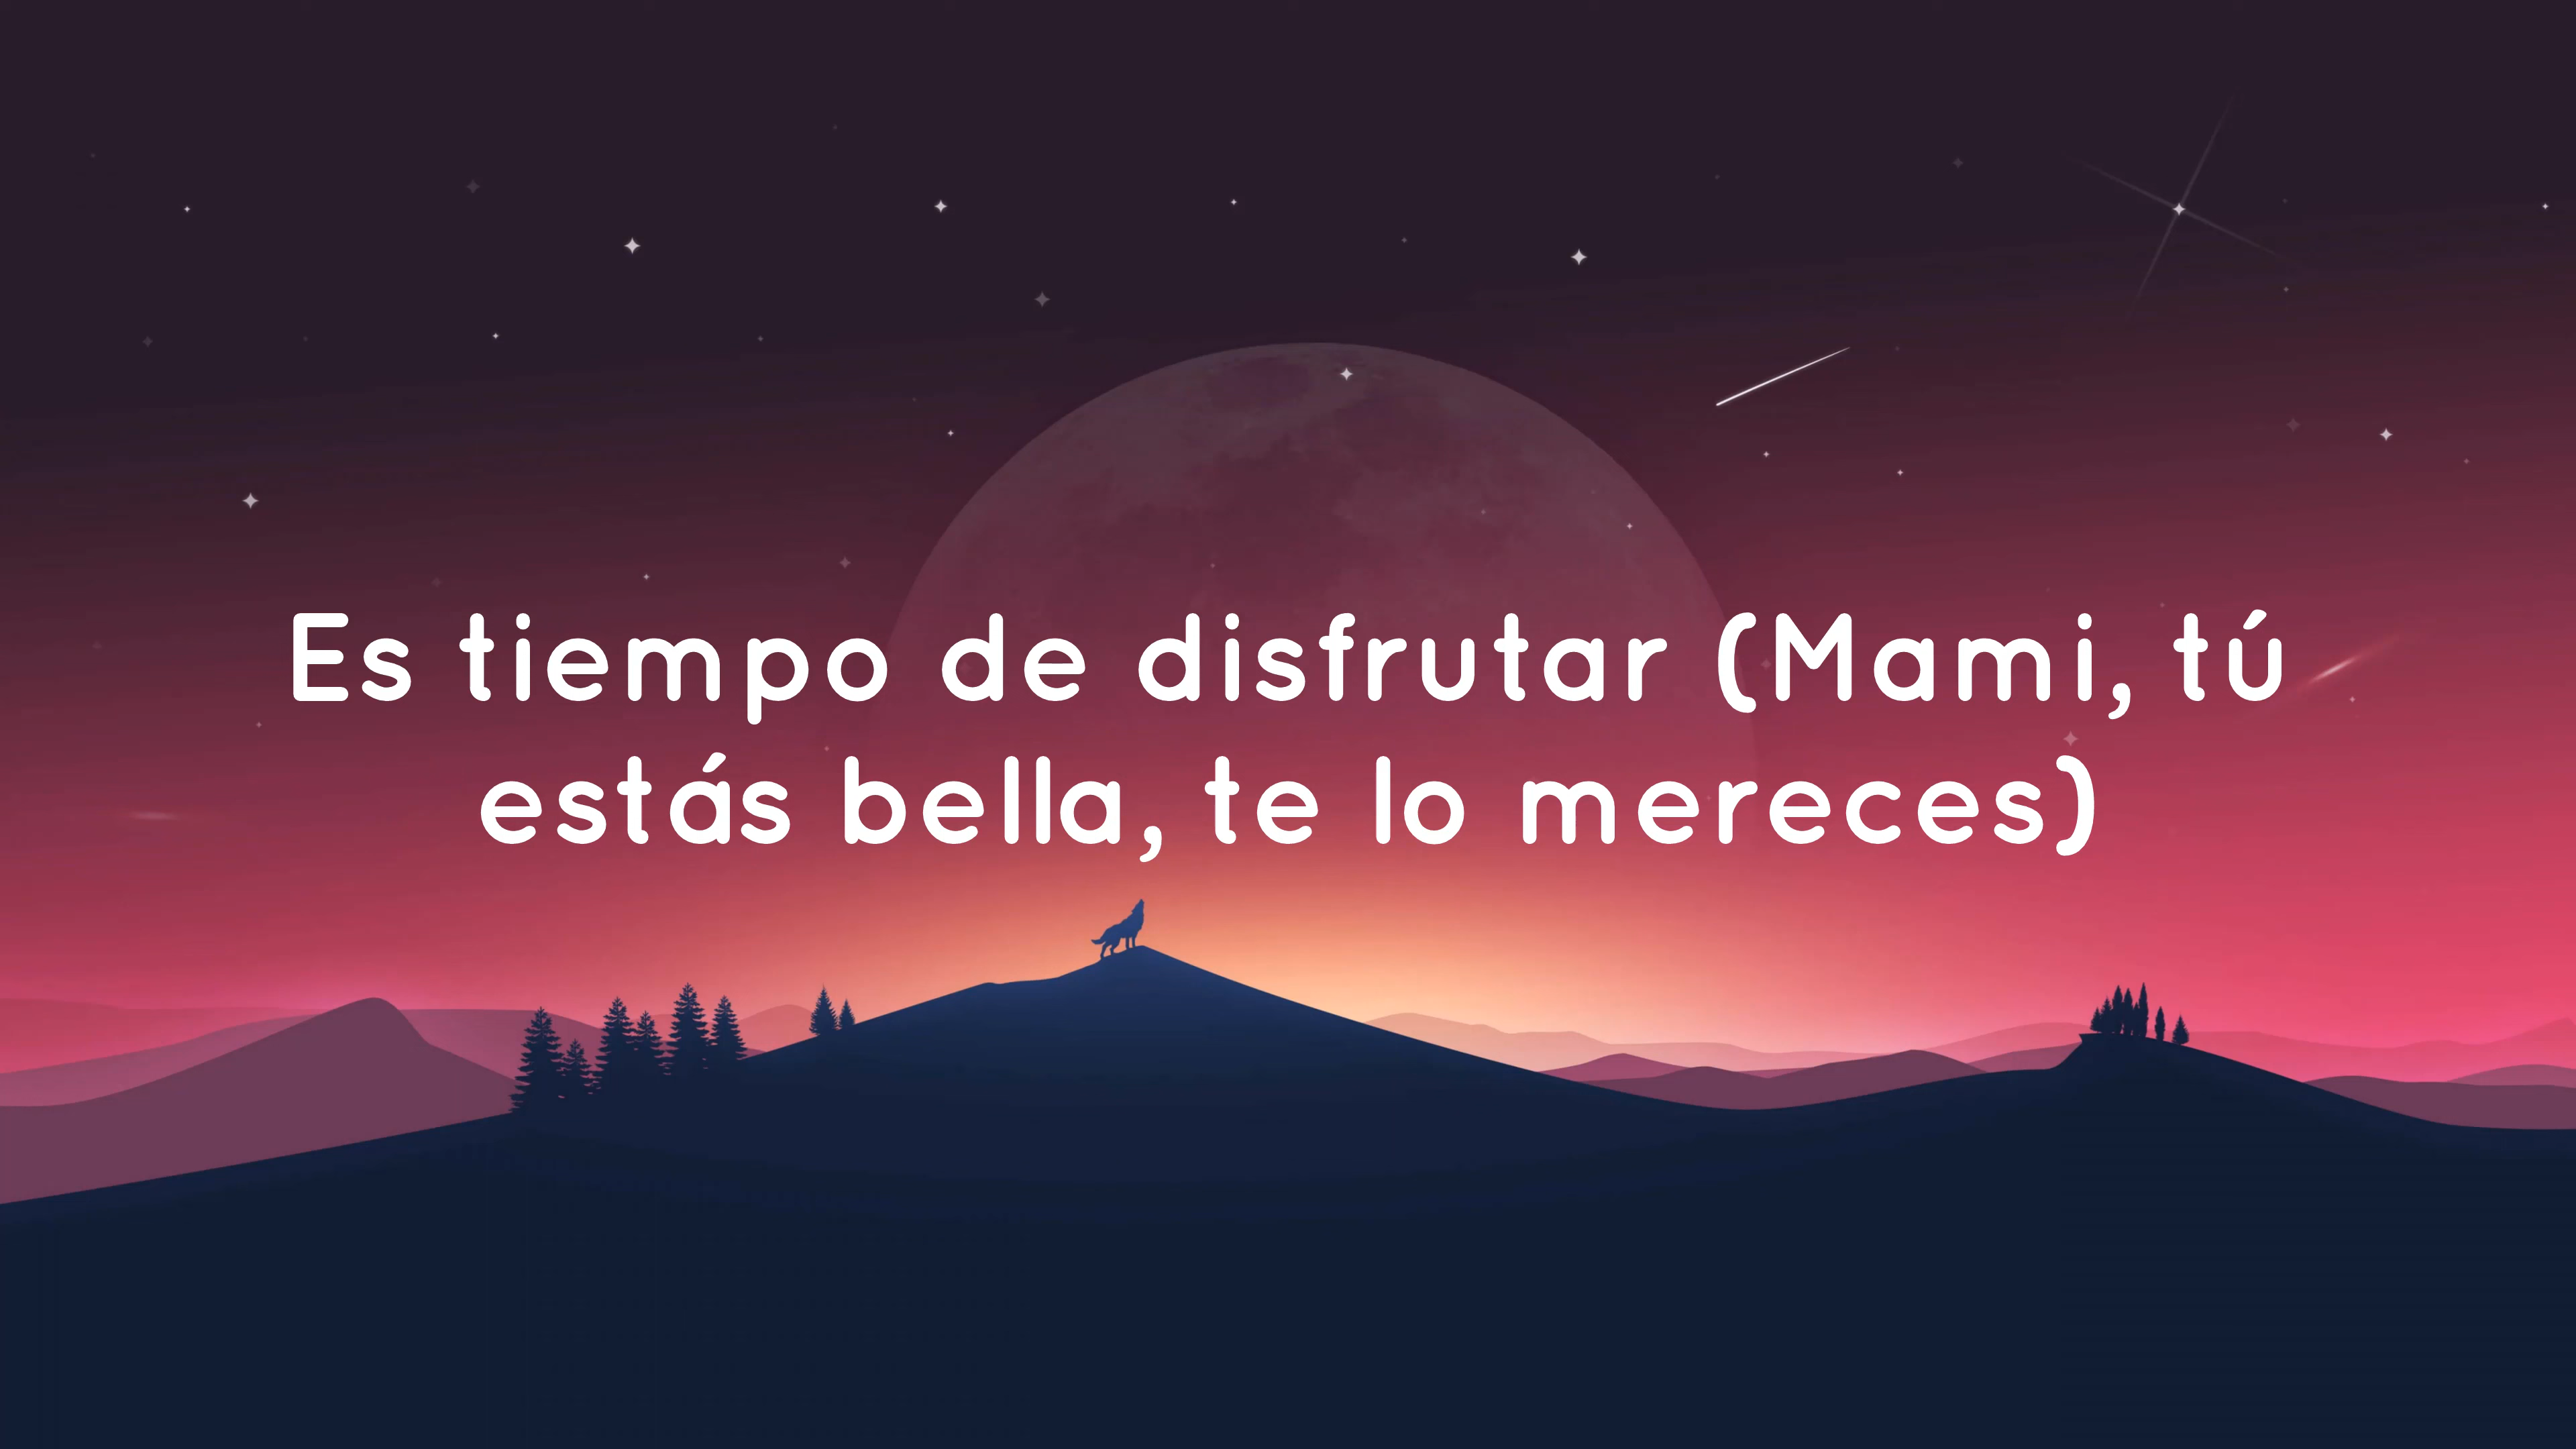 Es tiempo de disfrutar (Mami, tú
estás bella, te lo mereces)